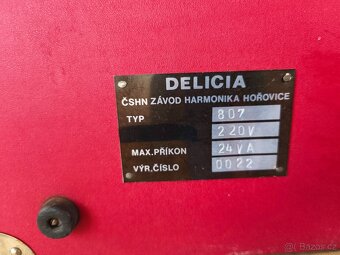 DELICIA
ČSHN ZÁVOD HARMONIKA HOŘOVICE
TYP 807
220V
MAX.PŘÍKON 24VA
VÝR.ČÍSLO 0022
© Bazos.cz